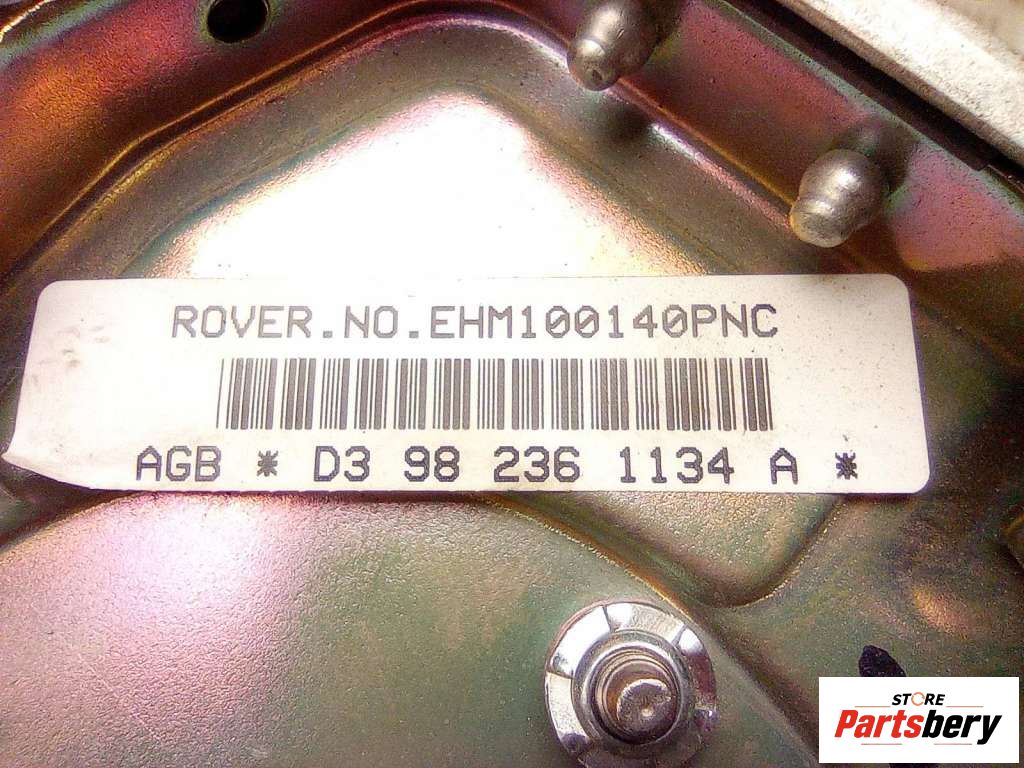 ROVER.NO.EHM100140PNC
AGB * D3 98 236 1134 A *
STORE
Partsbery